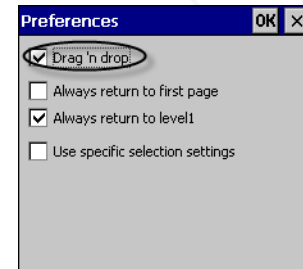 Preferences OK
Drag 'n drop
Always return to first page
Always return to level1
Use specific selection settings